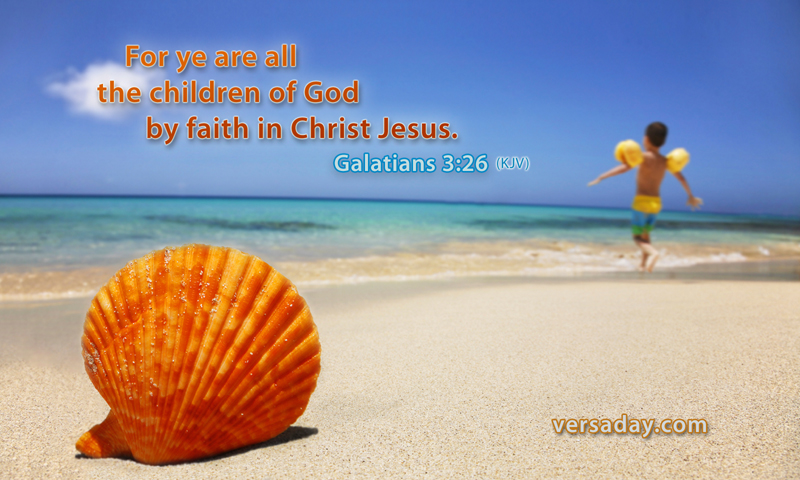 For ye are all
the children of God
by faith in Christ Jesus.
Galatians 3:26 (KJV)
versaday.com